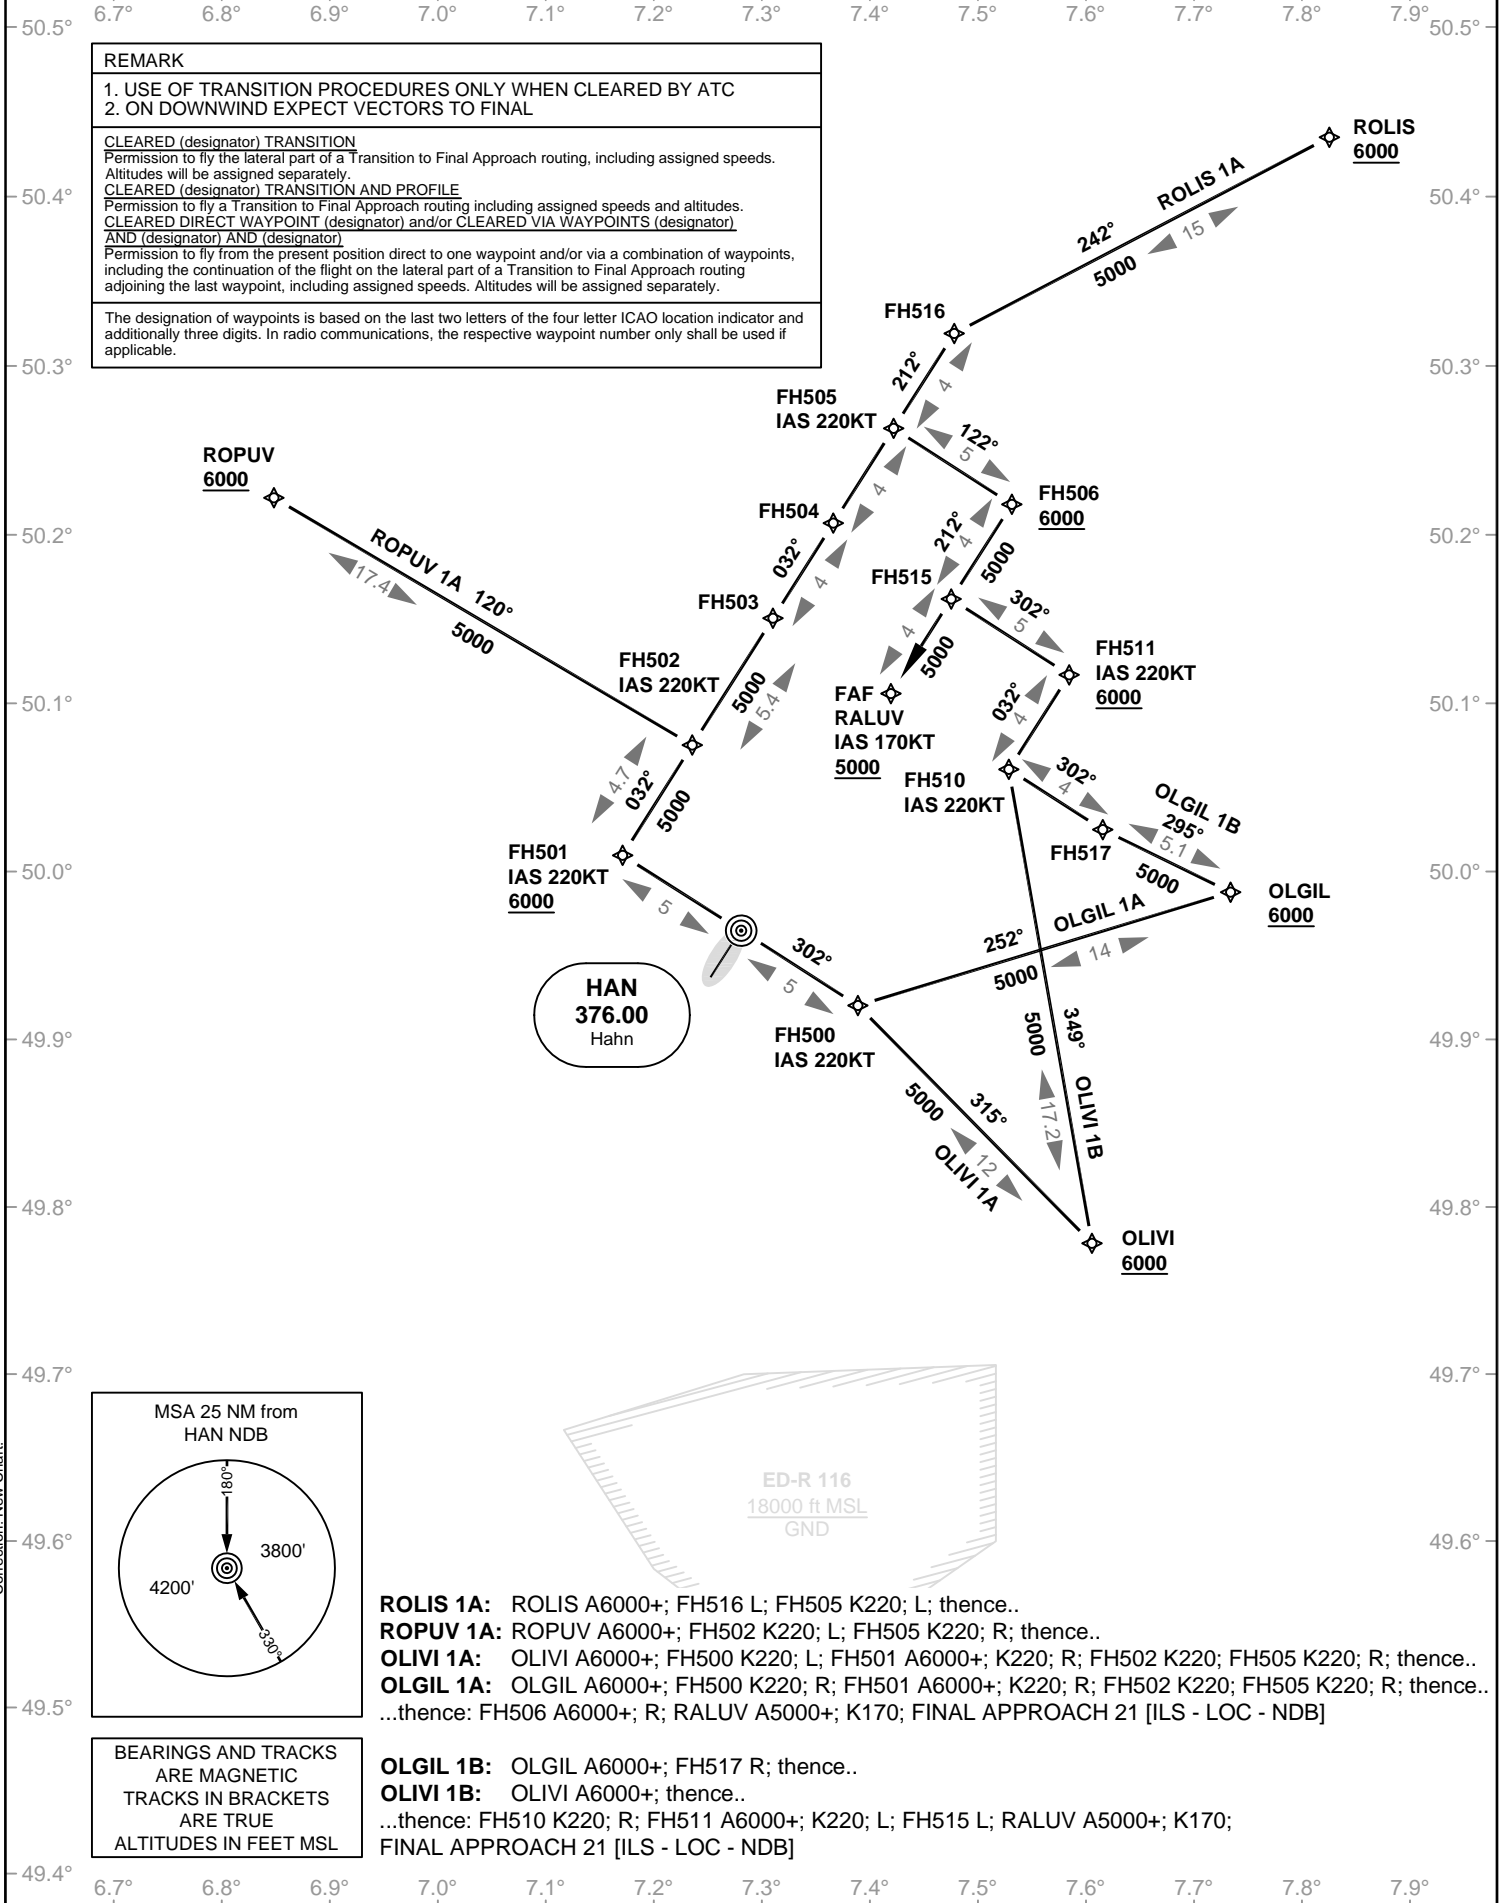 6.7° 6.8° 6.9° 7.0° 7.1° 7.2° 7.3° 7.4° 7.5° 7.6° 7.7° 7.8° 7.9°
50.5° 50.5°
REMARK
1. USE OF TRANSITION PROCEDURES ONLY WHEN CLEARED BY ATC
2. ON DOWNWIND EXPECT VECTORS TO FINAL
CLEARED (designator) TRANSITION
Permission to fly the lateral part of a Transition to Final Approach routing, including assigned speeds.
Altitudes will be assigned separately.
CLEARED (designator) TRANSITION AND PROFILE
Permission to fly a Transition to Final Approach routing including assigned speeds and altitudes.
CLEARED DIRECT WAYPOINT (designator) and/or CLEARED VIA WAYPOINTS (designator)
AND (designator) AND (designator)
Permission to fly from the present position direct to one waypoint and/or via a combination of waypoints,
including the continuation of the flight on the lateral part of a Transition to Final Approach routing
adjoining the last waypoint, including assigned speeds. Altitudes will be assigned separately.
The designation of waypoints is based on the last two letters of the four letter ICAO location indicator and
additionally three digits. In radio communications, the respective waypoint number only shall be used if
applicable.
ROLIS
6000
ROLIS 1A
50.4° 50.4°
242°
15
5000
FH516
50.3° 50.3°
212°
4
FH505
IAS 220KT
122°
5
ROPUV
6000
4
FH506
6000
FH504
50.2° 50.2°
ROPUV 1A 120°
17.4
5000
032°
4
212°
4
5000
FH515
FH503
302°
5
4
5000
FH502
IAS 220KT
FH511
IAS 220KT
6000
5000
5.4
FAF
RALUV
IAS 170KT
5000
50.1° 50.1°
032°
4
FH510
IAS 220KT
4.7
032°
5000
302°
4
OLGIL 1B
295°
5.1
FH517
5000
FH501
IAS 220KT
6000
50.0° 50.0°
OLGIL
6000
5
302°
5
OLGIL 1A
252°
14
5000
HAN
376.00
Hahn
FH500
IAS 220KT
49.9° 49.9°
5000
349°
OLIVI 1B
17.2
5000
315°
12
OLIVI 1A
49.8° 49.8°
OLIVI
6000
49.7° 49.7°
MSA 25 NM from
HAN NDB
180°
3800'
4200'
330°
ED-R 116
18000 ft MSL
GND
49.6° 49.6°
Correction: New Chart.
ROLIS 1A: ROLIS A6000+; FH516 L; FH505 K220; L; thence..
ROPUV 1A: ROPUV A6000+; FH502 K220; L; FH505 K220; R; thence..
OLIVI 1A: OLIVI A6000+; FH500 K220; L; FH501 A6000+; K220; R; FH502 K220; FH505 K220; R; thence..
OLGIL 1A: OLGIL A6000+; FH500 K220; R; FH501 A6000+; K220; R; FH502 K220; FH505 K220; R; thence..
...thence: FH506 A6000+; R; RALUV A5000+; K170; FINAL APPROACH 21 [ILS - LOC - NDB]
49.5°
BEARINGS AND TRACKS
ARE MAGNETIC
TRACKS IN BRACKETS
ARE TRUE
ALTITUDES IN FEET MSL
OLGIL 1B: OLGIL A6000+; FH517 R; thence..
OLIVI 1B: OLIVI A6000+; thence..
...thence: FH510 K220; R; FH511 A6000+; K220; L; FH515 L; RALUV A5000+; K170;
FINAL APPROACH 21 [ILS - LOC - NDB]
49.4°
6.7° 6.8° 6.9° 7.0° 7.1° 7.2° 7.3° 7.4° 7.5° 7.6° 7.7° 7.8° 7.9°